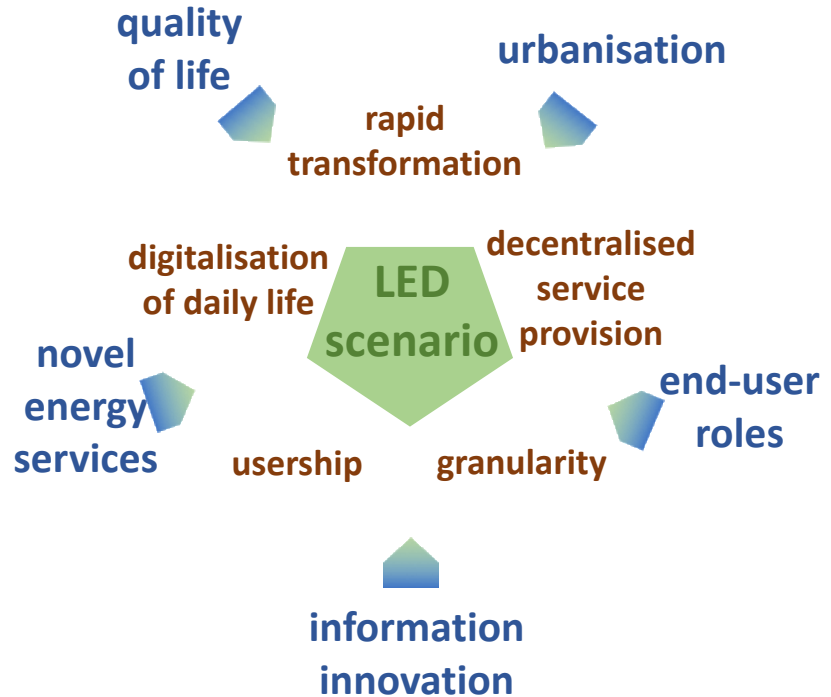 quality
of life
urbanisation
rapid
transformation
digitalisation
of daily life
LED
scenario
decentralised
service
provision
novel
energy
services
end-user
roles
usership
granularity
information
innovation